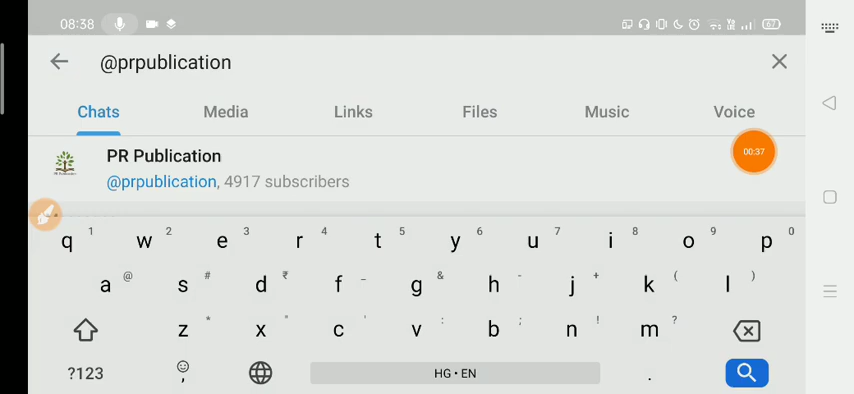 08:38
67
@prpublication
Chats Media Links Files Music Voice
PR Publication
@prpublication, 4917 subscribers
00:37
q 1 w 2 e 3 r 4 t 5 y 6 u 7 i 8 o 9 p 0
a @ s # d ₹ f _ g & h - j + k ( l )
z * x " c ' v : b ; n ! m ?
?123 , HG • EN .